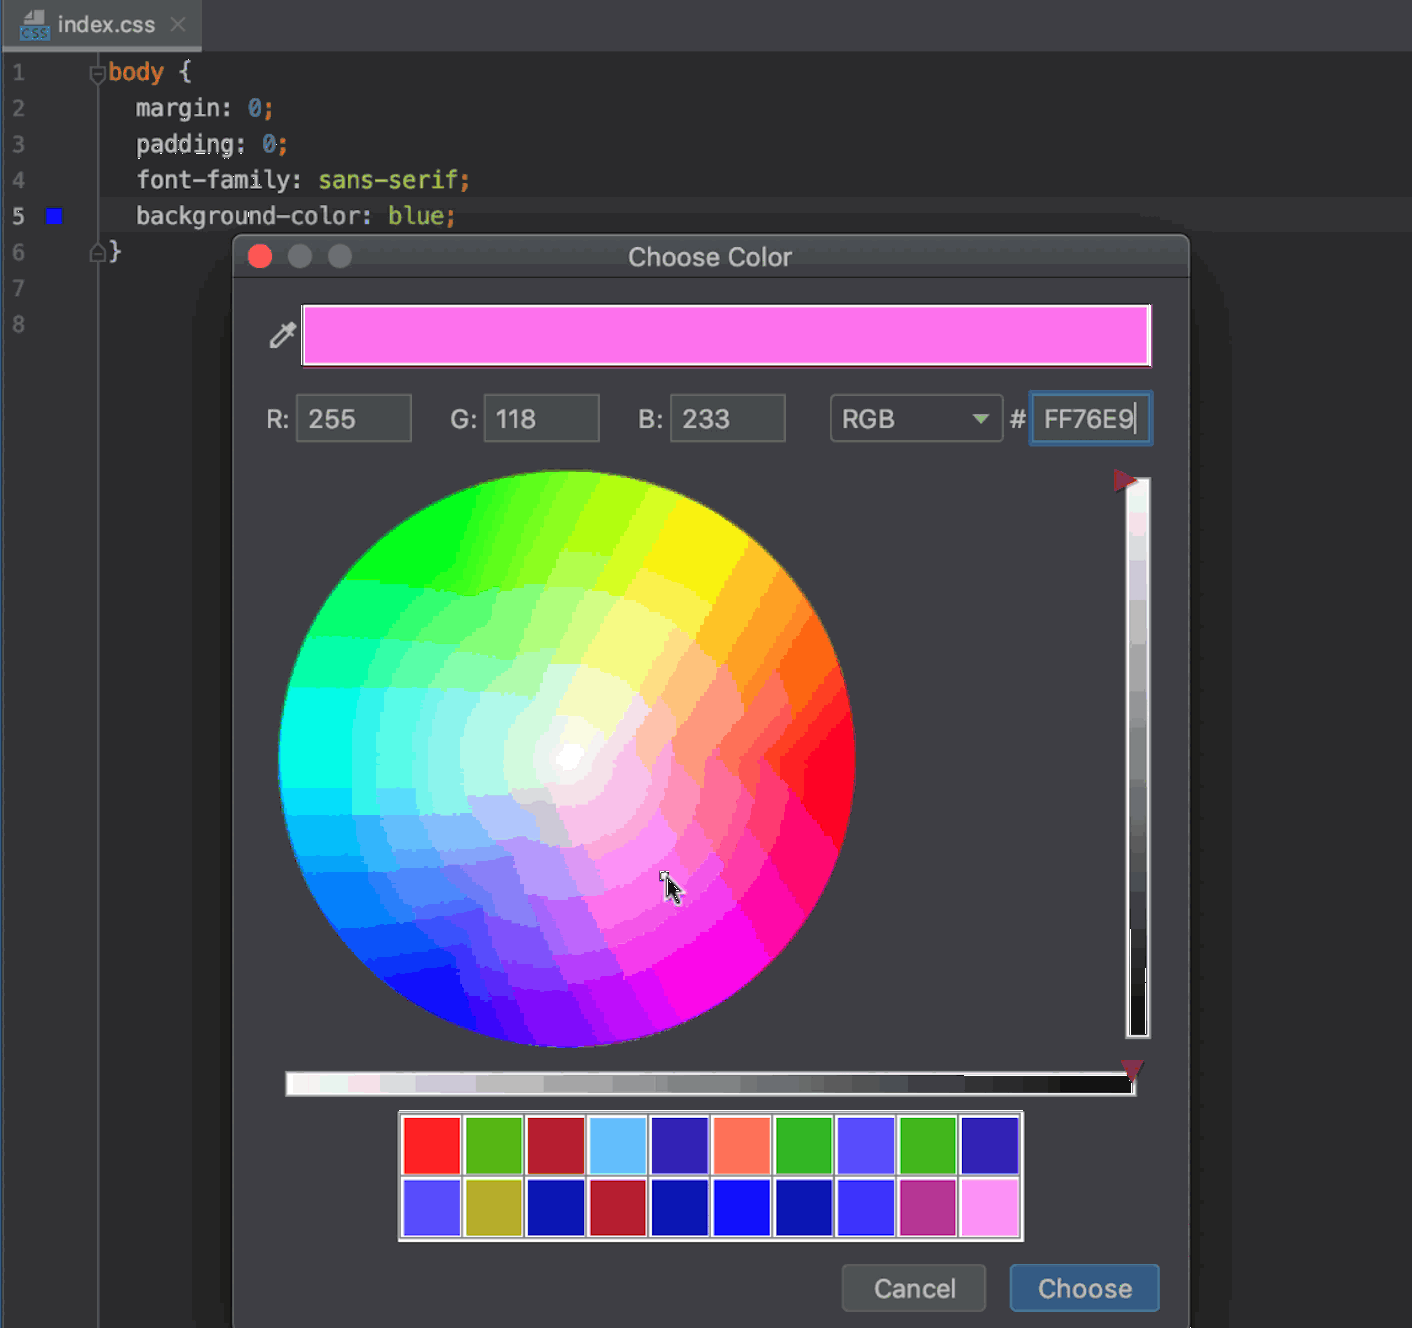 CSS index.css
1 body {
2 margin: 0;
3 padding: 0;
4 font-family: sans-serif;
5 background-color: blue;
6 }
7
8
Choose Color
R: 255 G: 118 B: 233 RGB # FF76E9
Cancel Choose